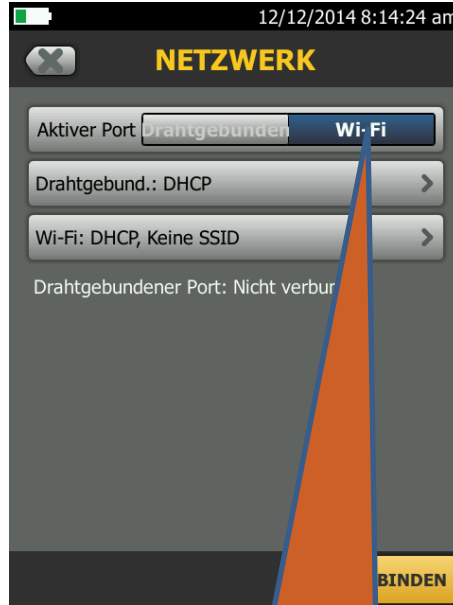 12/12/2014 8:14:24 am
NETZWERK
Aktiver Port Drahtgebunden Wi-Fi
Drahtgebund.: DHCP
Wi-Fi: DHCP, Keine SSID
Drahtgebundener Port: Nicht
BINDEN